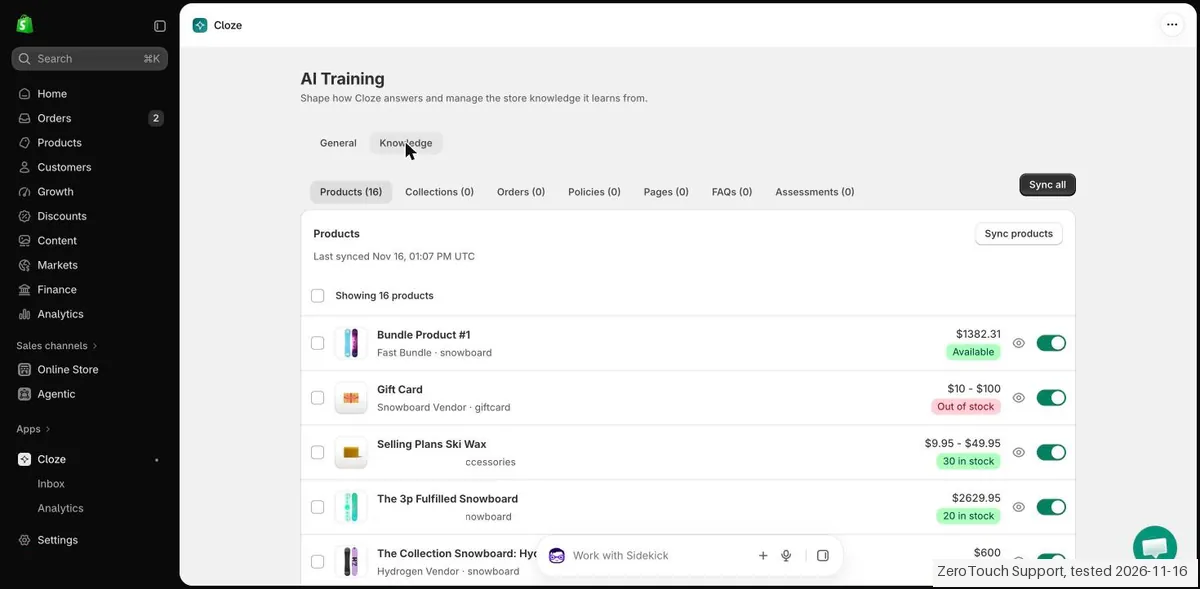 Cloze
Search ⌘K
Home
Orders 2
Products
Customers
Growth
Discounts
Content
Markets
Finance
Analytics
Sales channels
Online Store
Agentic
Apps
Cloze
Inbox
Analytics
Settings
AI Training
Shape how Cloze answers and manage the store knowledge it learns from.
General Knowledge
Products (16) Collections (0) Orders (0) Policies (0) Pages (0) FAQs (0) Assessments (0) Sync all
Products Sync products
Last synced Nov 16, 01:07 PM UTC
Showing 16 products
Bundle Product #1 $1382.31
Fast Bundle · snowboard Available
Gift Card $10 - $100
Snowboard Vendor · giftcard Out of stock
Selling Plans Ski Wax $9.95 - $49.95
ccessories 30 in stock
The 3p Fulfilled Snowboard $2629.95
nowboard 20 in stock
The Collection Snowboard: Hyd $600
Hydrogen Vendor · snowboard
Work with Sidekick
ZeroTouch Support, tested 2026-11-16